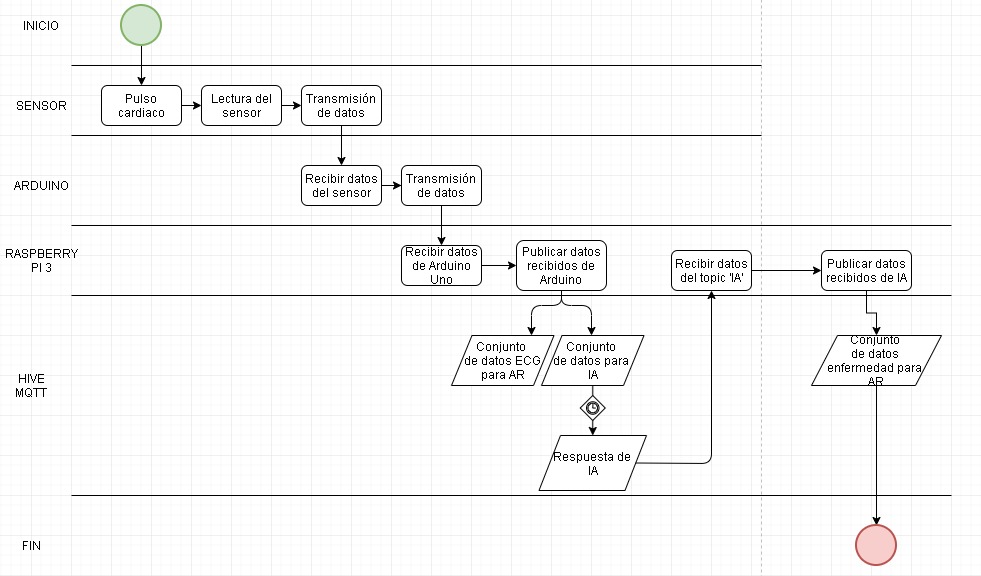 INICIO
SENSOR
Pulso
cardiaco
Lectura del
sensor
Transmisión
de datos
ARDUINO
Recibir datos
del sensor
Transmisión
de datos
RASPBERRY
PI 3
Recibir datos
de Arduino
Uno
Publicar datos
recibidos de
Arduino
Recibir datos
del topic 'IA'
Publicar datos
recibidos de IA
HIVE
MQTT
Conjunto
de datos ECG
para AR
Conjunto
de datos para
IA
Respuesta de
IA
Conjunto
de datos
enfermedad para
AR
FIN